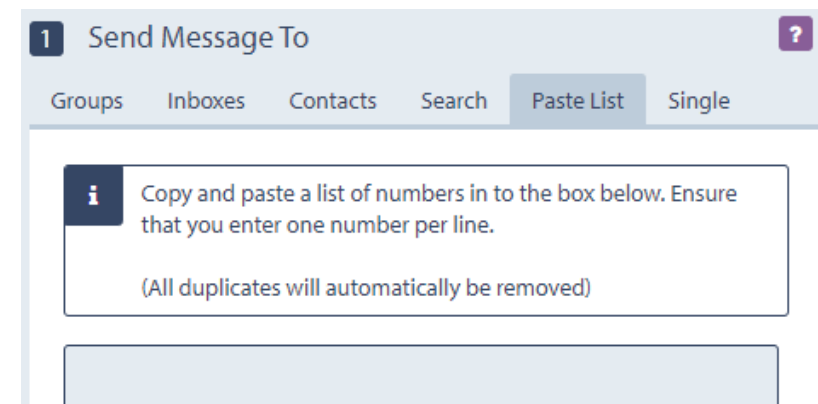 1 Send Message To ?
Groups Inboxes Contacts Search Paste List Single
i Copy and paste a list of numbers in to the box below. Ensure
that you enter one number per line.
(All duplicates will automatically be removed)